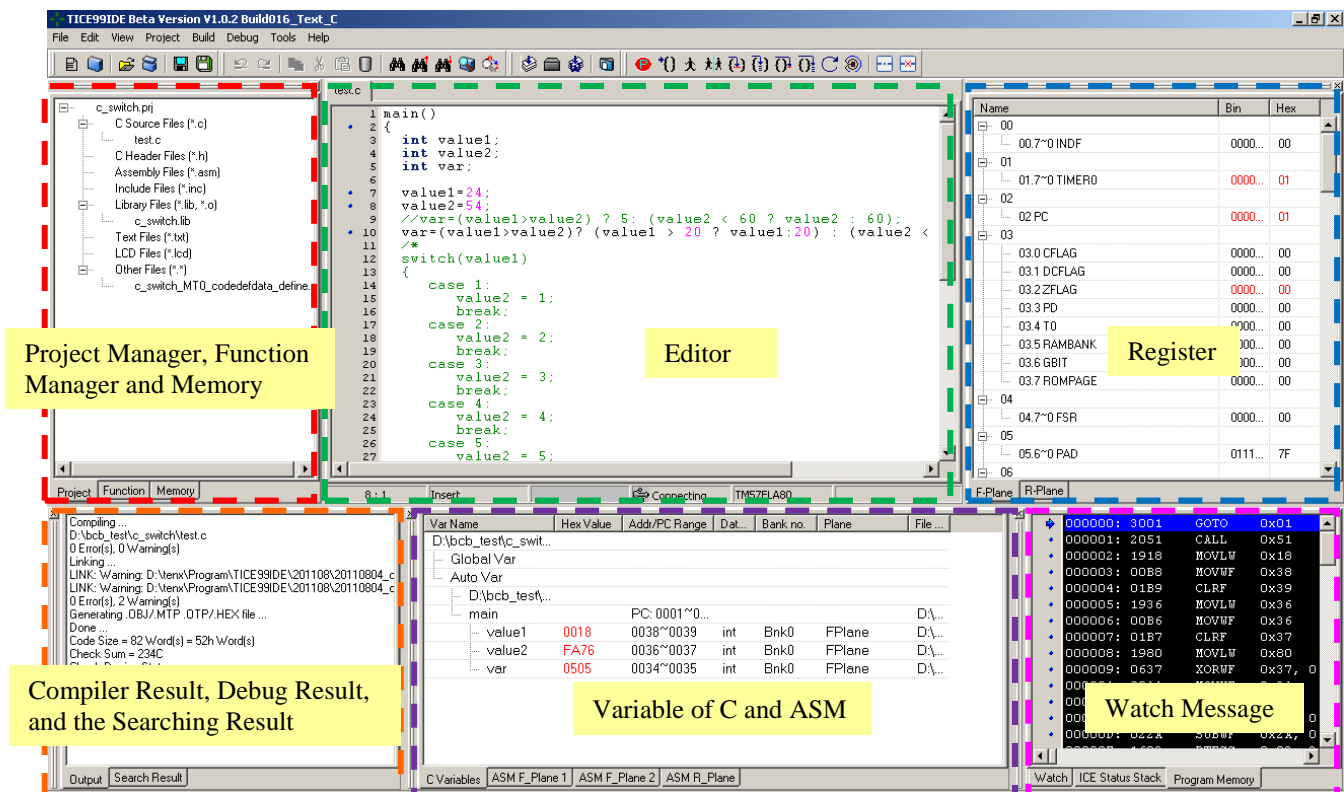 TICE99IDE Beta Version V1.0.2 Build016_Text_C
File Edit View Project Build Debug Tools Help
c_switch.prj
C Source Files (*.c)
test.c
C Header Files (*.h)
Assembly Files (*.asm)
Include Files (*.inc)
Library Files (*.lib, *.o)
c_switch.lib
Text Files (*.txt)
LCD Files (*.lcd)
Other Files (*.*)
c_switch_MT0_codedefdata_define.
Project Manager, Function
Manager and Memory
Project Function Memory
test.c
1 main()
2 {
3 int value1;
4 int value2;
5 int var;
6
7 value1=24;
8 value2=54;
9 //var=(value1>value2) ? 5: (value2 < 60 ? value2 : 60);
10 var=(value1>value2)? (value1 > 20 ? value1:20) : (value2 <
11 /*
12 switch(value1)
13 {
14 case 1:
15 value2 = 1;
16 break;
17 case 2:
18 value2 = 2;
19 break;
20 case 3:
21 value2 = 3;
22 break;
23 case 4:
24 value2 = 4;
25 break;
26 case 5:
27 value2 = 5;
Editor
8 : 1 Insert Connecting TM57FLA80
Name Bin Hex
00
00.7~0 INDF 0000... 00
01
01.7~0 TIMER0 0000... 01
02
02 PC 0000... 01
03
03.0 CFLAG 0000... 00
03.1 DCFLAG 0000... 00
03.2 ZFLAG 0000... 00
03.3 PD 0000... 00
03.4 TO 0000... 00
03.5 RAMBANK 00
03.6 GBIT 00
03.7 ROMPAGE 00
04
04.7~0 FSR 0000... 00
05
05.6~0 PAD 0111... 7F
06
Register
F-Plane R-Plane
Compiling ...
D:\bcb_test\c_switch\test.c
0 Error(s), 0 Warning(s)
Linking ...
LINK: Warning: D:\tenx\Program\TICE99IDE\201108\20110804_c
LINK: Warning: D:\tenx\Program\TICE99IDE\201108\20110804_c
0 Error(s), 2 Warning(s)
Generating .OBJ/.MTP .OTP/.HEX file ...
Done ...
Code Size = 82 Word(s) = 52h Word(s)
Check Sum = 234C
Compiler Result, Debug Result,
and the Searching Result
Output Search Result
Var Name Hex Value Addr/PC Range Dat... Bank no. Plane File ...
D:\bcb_test\c_swit...
Global Var
Auto Var
D:\bcb_test\...
main PC: 0001~0... D:\...
value1 0018 0038~0039 int Bnk0 FPlane D:\...
value2 FA76 0036~0037 int Bnk0 FPlane D:\...
var 0505 0034~0035 int Bnk0 FPlane D:\...
Variable of C and ASM
C Variables ASM F_Plane 1 ASM F_Plane 2 ASM R_Plane
000000: 3001 GOTO 0x01
000001: 2051 CALL 0x51
000002: 1918 MOVLW 0x18
000003: 00B8 MOVWF 0x38
000004: 01B9 CLRF 0x39
000005: 1936 MOVLW 0x36
000006: 00B6 MOVWF 0x36
000007: 01B7 CLRF 0x37
000008: 1980 MOVLW 0x80
000009: 0637 XORWF 0x37, 0
Watch Message
00000D: 022A SUBWF 0x2A, 0
Watch ICE Status Stack Program Memory